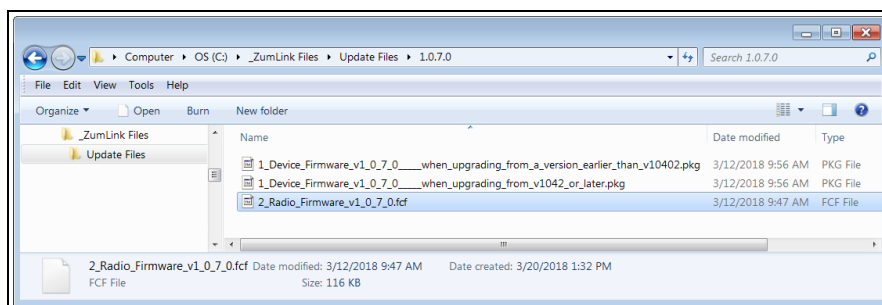 Computer ▸ OS (C:) ▸ _ZumLink Files ▸ Update Files ▸ 1.0.7.0
Search 1.0.7.0
File Edit View Tools Help
Organize Open Burn New folder
_ZumLink Files
Update Files
Name Date modified Type
1_Device_Firmware_v1_0_7_0____when_upgrading_from_a_version_earlier_than_v10402.pkg 3/12/2018 9:56 AM PKG File
1_Device_Firmware_v1_0_7_0____when_upgrading_from_v1042_or_later.pkg 3/12/2018 9:56 AM PKG File
2_Radio_Firmware_v1_0_7_0.fcf 3/12/2018 9:47 AM FCF File
2_Radio_Firmware_v1_0_7_0.fcf Date modified: 3/12/2018 9:47 AM Date created: 3/20/2018 1:32 PM
FCF File Size: 116 KB